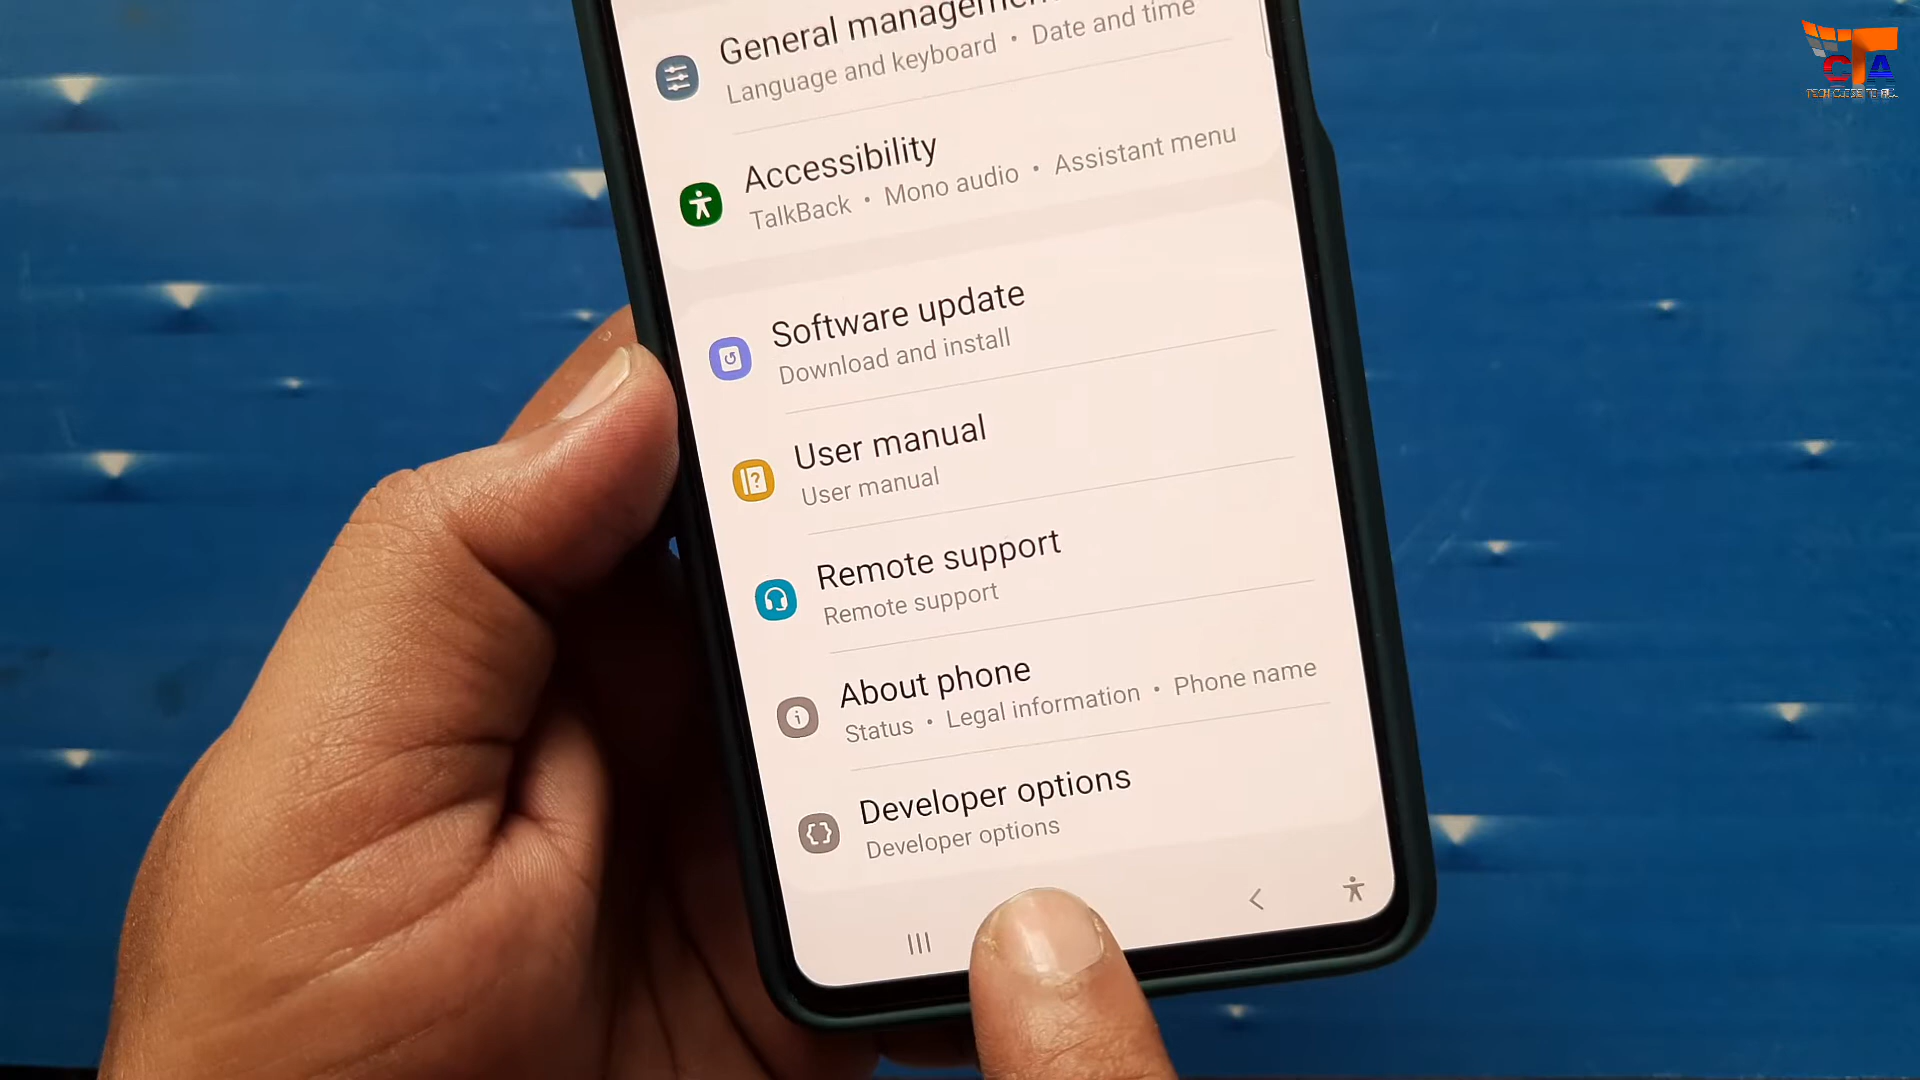 General management
Language and keyboard • Date and time
Accessibility
TalkBack • Mono audio • Assistant menu
Software update
Download and install
User manual
User manual
Remote support
Remote support
About phone
Status • Legal information • Phone name
Developer options
Developer options
CTA